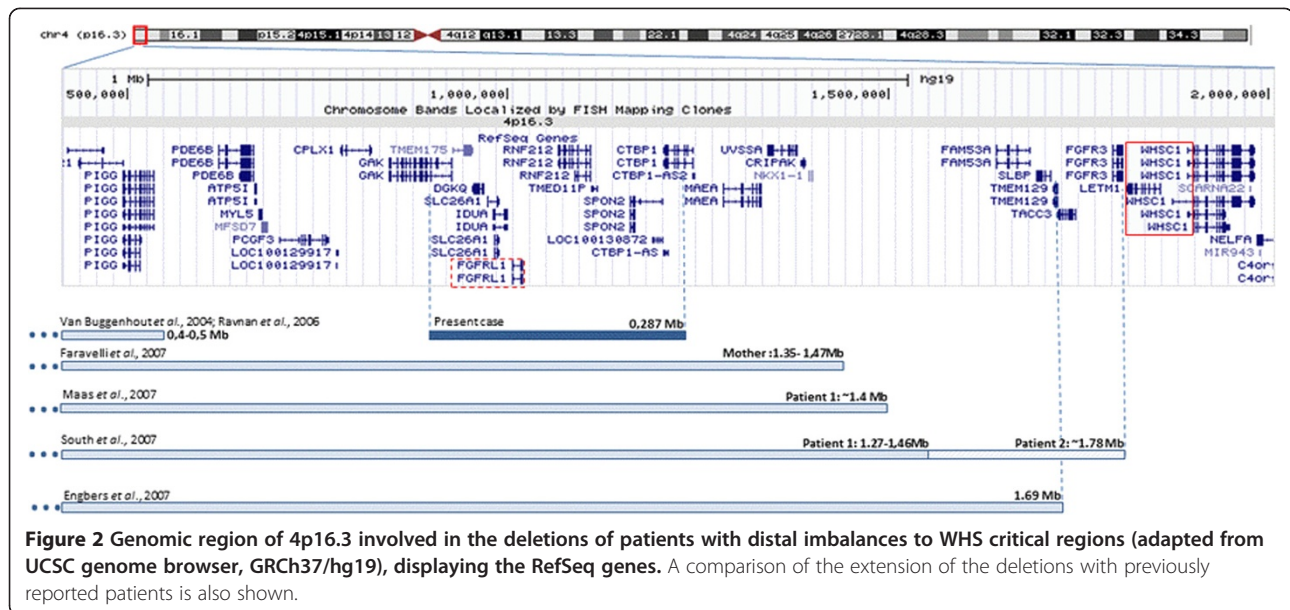 chr4 (p16.3) 16.1 p15.2 4p15.1 4p14 13 12 4q12 q13.1 13.3 22.1 4q24 4q25 4q26 27 28.1 4q28.3 32.1 32.3 34.3
1 Mb hg19
500,000 1,000,000 1,500,000 2,000,000
Chromosome Bands Localized by FISH Mapping Clones
4p16.3
RefSeq Genes
PDE6B CPLX1 TMEM175 RNF212 CTBP1 UVSSA FAM53A FGFR3 WHSC1
PIGG PDE6B GAK RNF212 CTBP1 CRIPAK FAM53A FGFR3 WHSC1
PIGG PDE6B GAK RNF212 CTBP1-AS2 NKX1-1 SLBP LETM1 WHSC1
PIGG ATP5I DGKQ TMED11P MAEA TMEM129 WHSC1 SCARNA22
PIGG ATP5I SLC26A1 SPON2 MAEA TMEM129 WHSC1
PIGG MYL5 IDUA SPON2 TACC3 WHSC1
PIGG MFSD7 IDUA SPON2 WHSC1
PIGG PCGF3 SLC26A1 LOC100130872 NELFA
PIGG LOC100129917 SLC26A1 CTBP1-AS MIR943
LOC100129917 FGFRL1 C4or
FGFRL1 C4or
Van Buggenhout et al., 2004; Ravnan et al., 2006 Present case 0,287 Mb
0,4-0,5 Mb
Faravelli et al., 2007 Mother :1.35- 1,47Mb
Maas et al., 2007 Patient 1: ~1.4 Mb
South et al., 2007 Patient 1: 1.27-1,46Mb Patient 2: ~1.78 Mb
Engbers et al., 2007 1.69 Mb
Figure 2 Genomic region of 4p16.3 involved in the deletions of patients with distal imbalances to WHS critical regions (adapted from
UCSC genome browser, GRCh37/hg19), displaying the RefSeq genes. A comparison of the extension of the deletions with previously
reported patients is also shown.